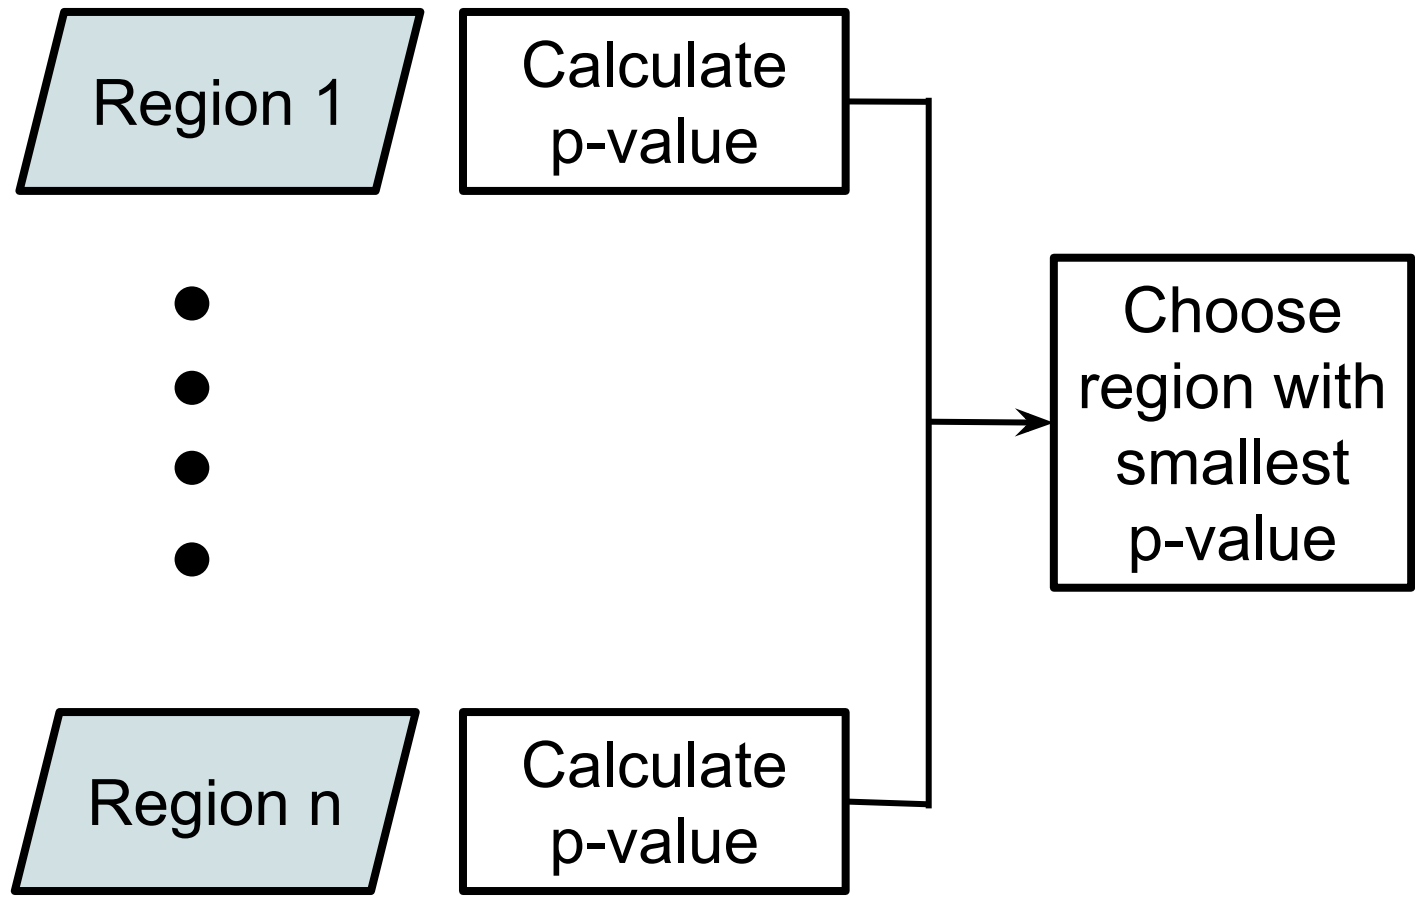 Region 1
Calculate
p-value
Choose
region with
smallest
p-value
Region n
Calculate
p-value